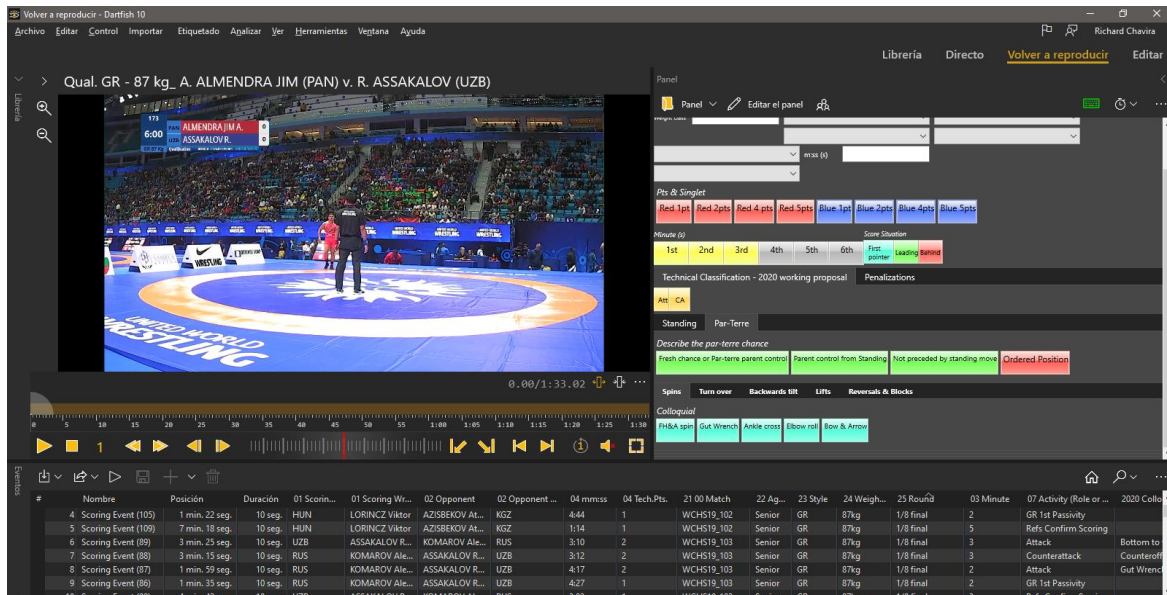 Volver a reproducir - Dartfish 10
Archivo Editar Control Importar Etiquetado Analizar Ver Herramientas Ventana Ayuda
Richard Chavira
Librería Directo Volver a reproducir Editar
Librería
Qual. GR - 87 kg_ A. ALMENDRA JIM (PAN) v. R. ASSAKALOV (UZB)
173
6:00
PAN ALMENDRA JIM A. 0
UZB ASSAKALOV R. 0
GR 87 Kg
WORLD WRESTLING
WRESTLING
UNITED WORLD
WRESTLING
0.00/1:33.02
0 5 10 15 20 25 30 35 40 45 50 55 1:00 1:05 1:10 1:15 1:20 1:25 1:30
1
Panel
Panel Editar el panel
Weight Class
m:ss (s)
Pts & Singlet
Red 1pt Red 2pts Red 4 pts Red 5pts Blue 1pt Blue 2pts Blue 4pts Blue 5pts
Minute (s) Score Situation
1st 2nd 3rd 4th 5th 6th First pointer Leading Behind
Technical Classification - 2020 working proposal Penalizations
Att CA
Standing Par-Terre
Describe the par-terre chance
Fresh chance or Par-terre parent control Parent control from Standing Not preceded by standing move Ordered Position
Spins Turn over Backwards tilt Lifts Reversals & Blocks
Colloquial
FH&A spin Gut Wrench Ankle cross Elbow roll Bow & Arrow
Eventos
# Nombre Posición Duración 01 Scorin... 01 Scoring Wr... 02 Opponent 02 Opponent ... 04 mm:ss 04 Tech.Pts. 21 00 Match 22 Ag... 23 Style 24 Weigh... 25 Round 03 Minute 07 Activity (Role or ... 2020 Collo
4 Scoring Event (105) 1 min. 22 seg. 10 seg. HUN LORINCZ Viktor AZISBEKOV At... KGZ 4:44 1 WCHS19_102 Senior GR 87kg 1/8 final 2 GR 1st Passivity
5 Scoring Event (109) 7 min. 18 seg. 10 seg. HUN LORINCZ Viktor AZISBEKOV At... KGZ 1:14 1 WCHS19_102 Senior GR 87kg 1/8 final 5 Refs Confirm Scoring
6 Scoring Event (89) 3 min. 25 seg. 10 seg. UZB ASSAKALOV R... KOMAROV Ale... RUS 3:10 2 WCHS19_103 Senior GR 87kg 1/8 final 3 Attack Bottom to
7 Scoring Event (88) 3 min. 15 seg. 10 seg. RUS KOMAROV Ale... ASSAKALOV R... UZB 3:12 2 WCHS19_103 Senior GR 87kg 1/8 final 3 Counterattack Counteroff
8 Scoring Event (87) 1 min. 59 seg. 10 seg. RUS KOMAROV Ale... ASSAKALOV R... UZB 4:17 2 WCHS19_103 Senior GR 87kg 1/8 final 2 Attack Gut Wrencl
9 Scoring Event (86) 1 min. 35 seg. 10 seg. RUS KOMAROV Ale... ASSAKALOV R... UZB 4:27 1 WCHS19_103 Senior GR 87kg 1/8 final 2 GR 1st Passivity